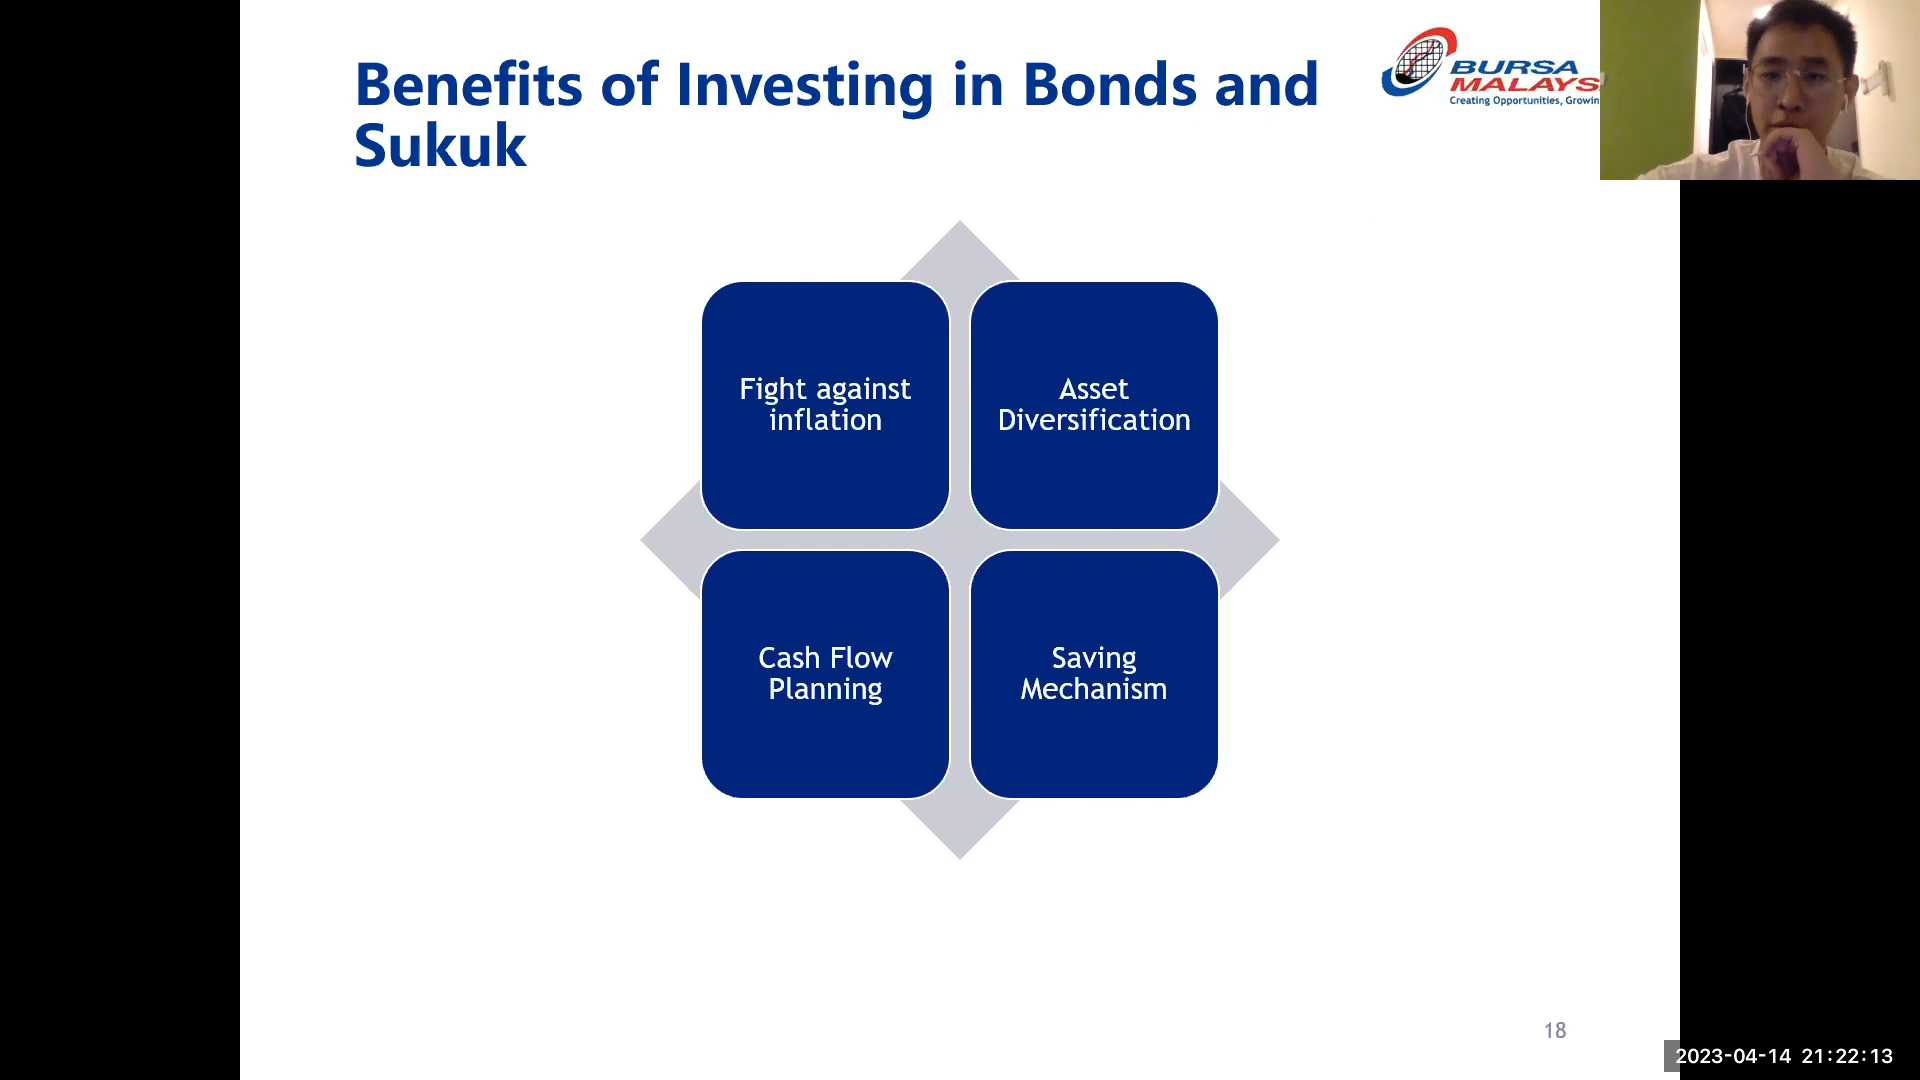 Benefits of Investing in Bonds and
Sukuk
BURSA
MALAYS
Creating Opportunities, Growin
Fight against
inflation
Asset
Diversification
Cash Flow
Planning
Saving
Mechanism
18
2023-04-14 21:22:13